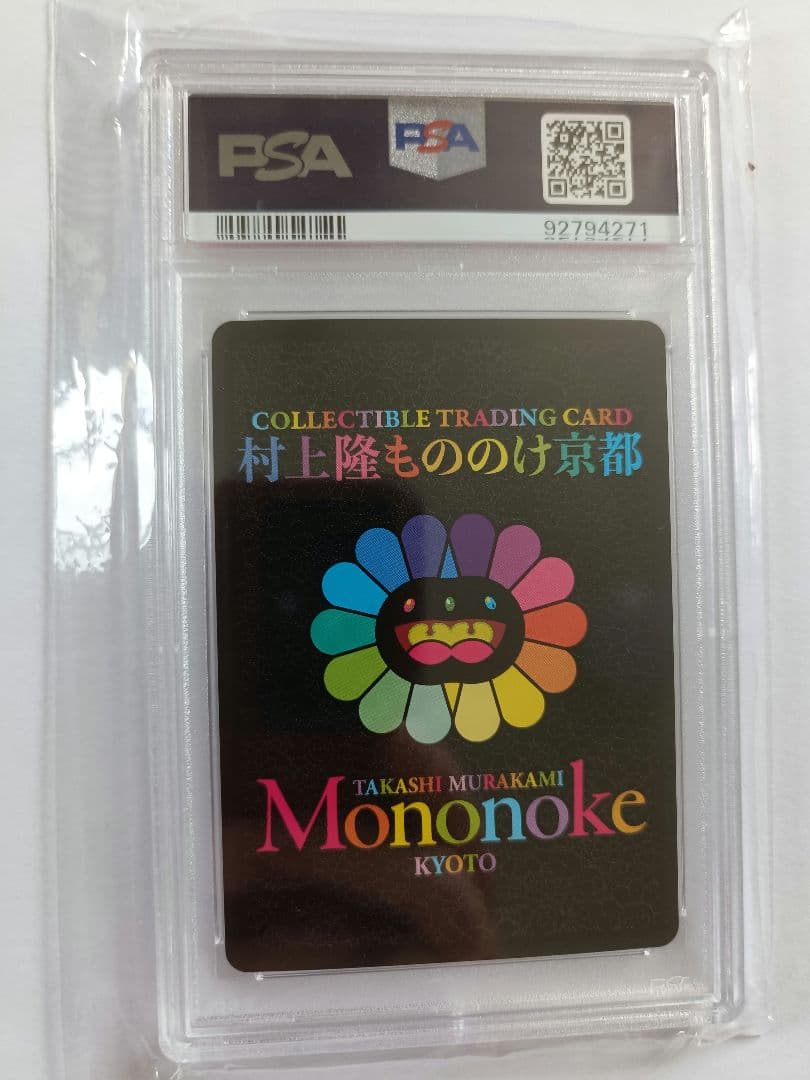 PSA
PSA
92794271
COLLECTIBLE TRADING CARD
村上隆もののけ京都
TAKASHI MURAKAMI
Mononoke
KYOTO
PSA